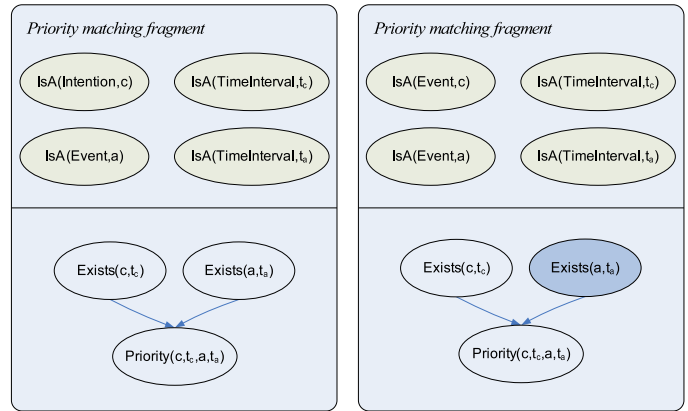 Priority matching fragment
IsA(Intention,c)
IsA(TimeInterval,tc)
IsA(Event,a)
IsA(TimeInterval,ta)
Exists(c,tc)
Exists(a,ta)
Priority(c,tc,a,ta)
Priority matching fragment
IsA(Event,c)
IsA(TimeInterval,tc)
IsA(Event,a)
IsA(TimeInterval,ta)
Exists(c,tc)
Exists(a,ta)
Priority(c,tc,a,ta)